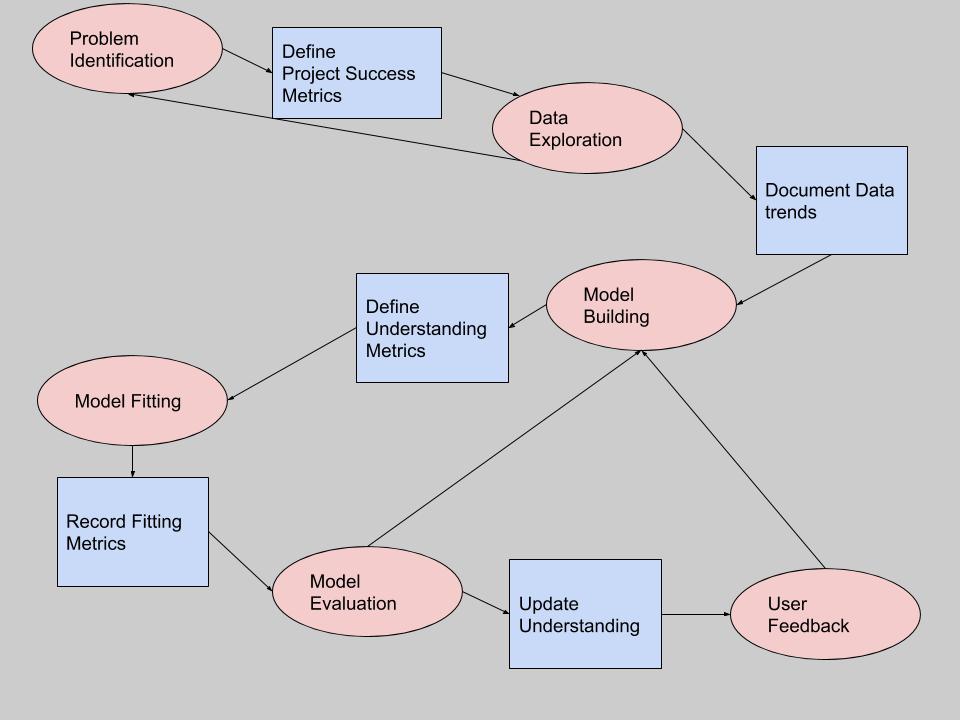 Problem
Identification
Define
Project Success
Metrics
Data
Exploration
Document Data
trends
Model
Building
Define
Understanding
Metrics
Model Fitting
Record Fitting
Metrics
Model
Evaluation
Update
Understanding
User
Feedback